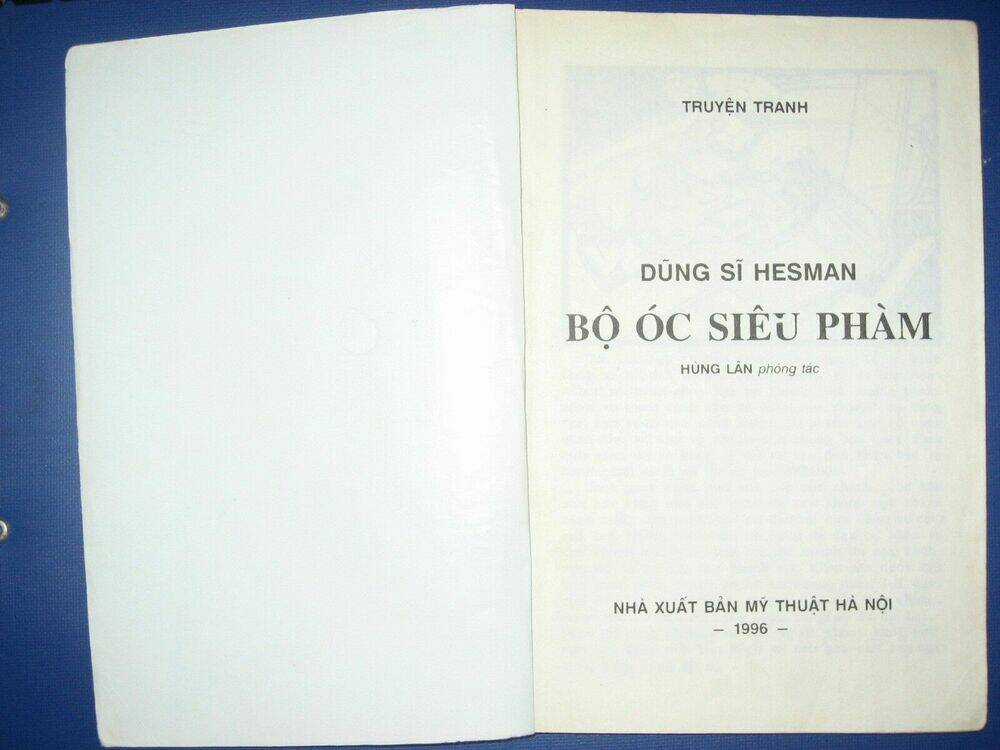 TRUYỆN TRANH
DŨNG SĨ HESMAN
BỘ ÓC SIÊU PHÀM
HÙNG LÂN phóng tác
NHÀ XUẤT BẢN MỸ THUẬT HÀ NỘI
– 1996 –